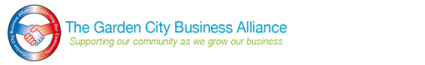 The Garden City Business Alliance
Supporting our community as we grow our business